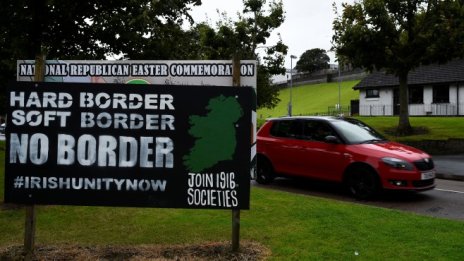 NATIONAL REPUBLICAN EASTER COMMEMORATION
HARD BORDER
SOFT BORDER
NO BORDER
#IRISHUNITYNOW
JOIN 1916
SOCIETIES